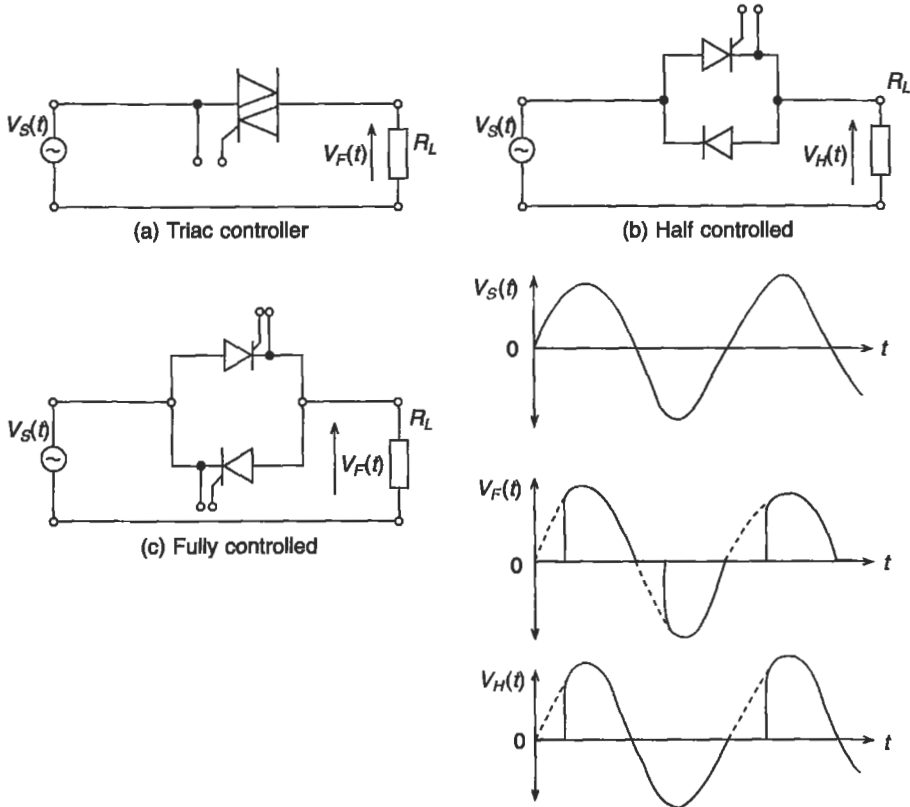 V_S(t)
V_F(t)
R_L
(a) Triac controller
V_S(t)
V_H(t)
R_L
(b) Half controlled
V_S(t)
V_F(t)
R_L
(c) Fully controlled
V_S(t)
0
t
V_F(t)
0
t
V_H(t)
0
t